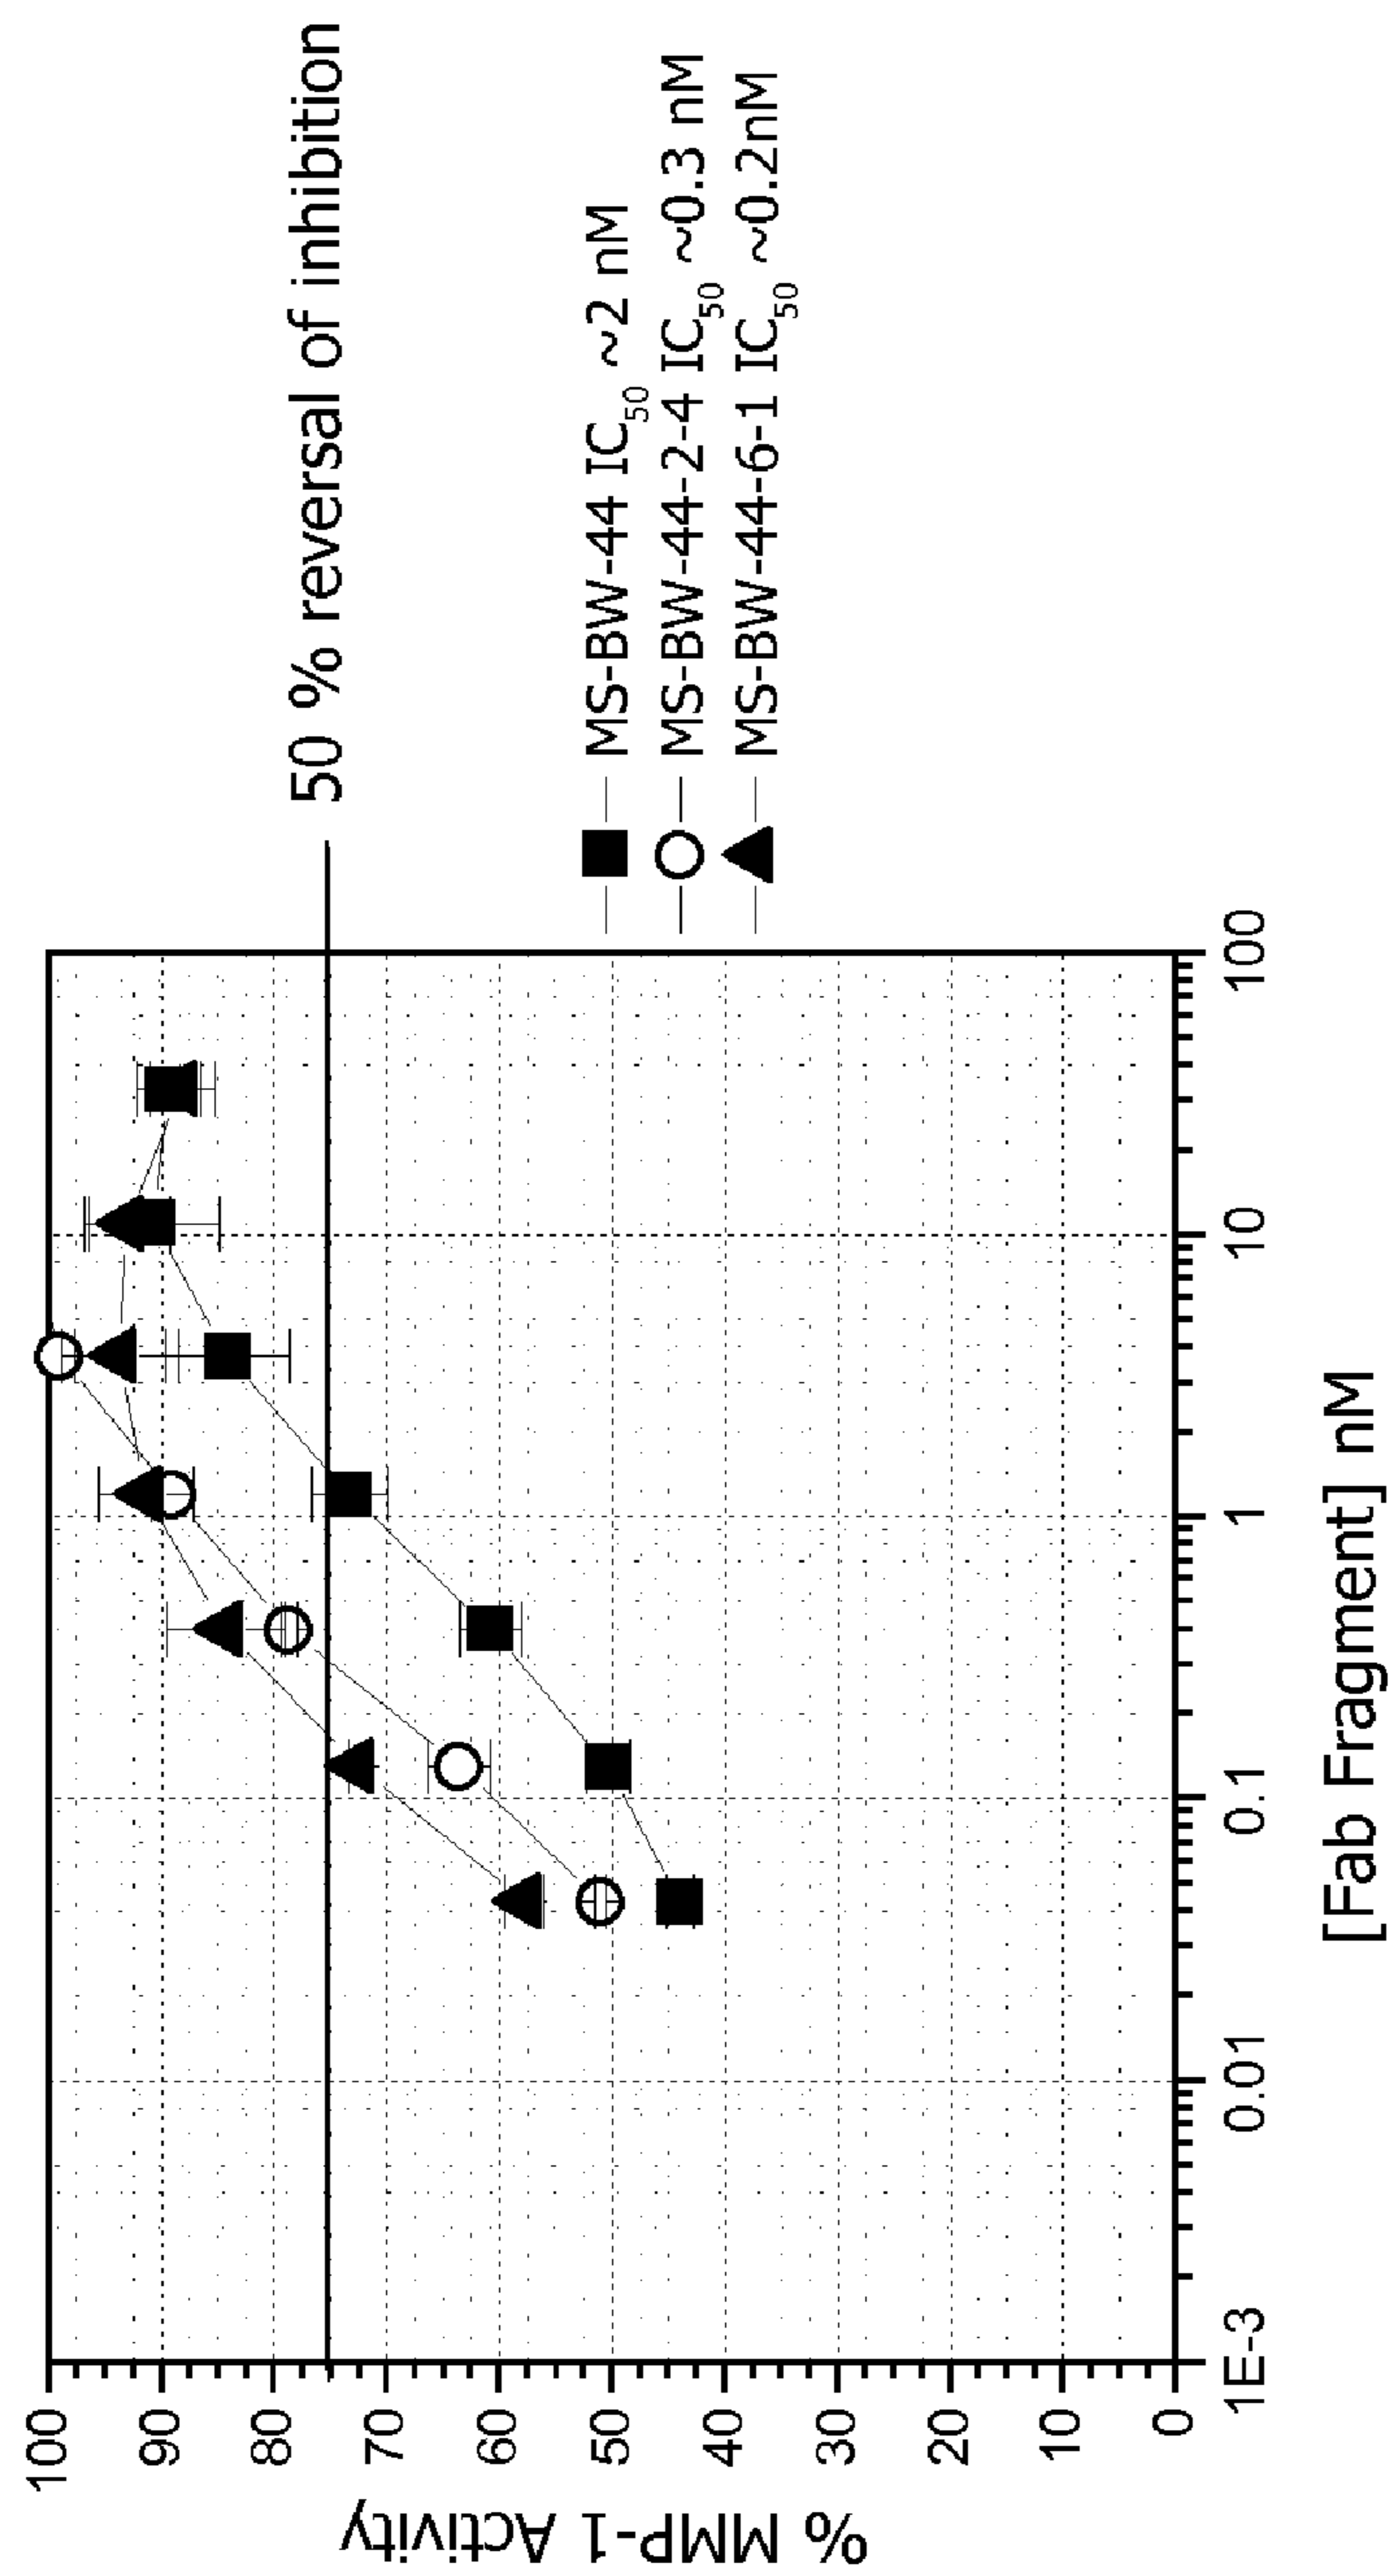 % MMP-1 Activity
100
90
80
70
60
50
40
30
20
10
0
1E-3
0.01
0.1
1
10
100
[Fab Fragment] nM
50 % reversal of inhibition
MS-BW-44 IC50 ~2 nM
MS-BW-44-2-4 IC50 ~0.3 nM
MS-BW-44-6-1 IC50 ~0.2nM